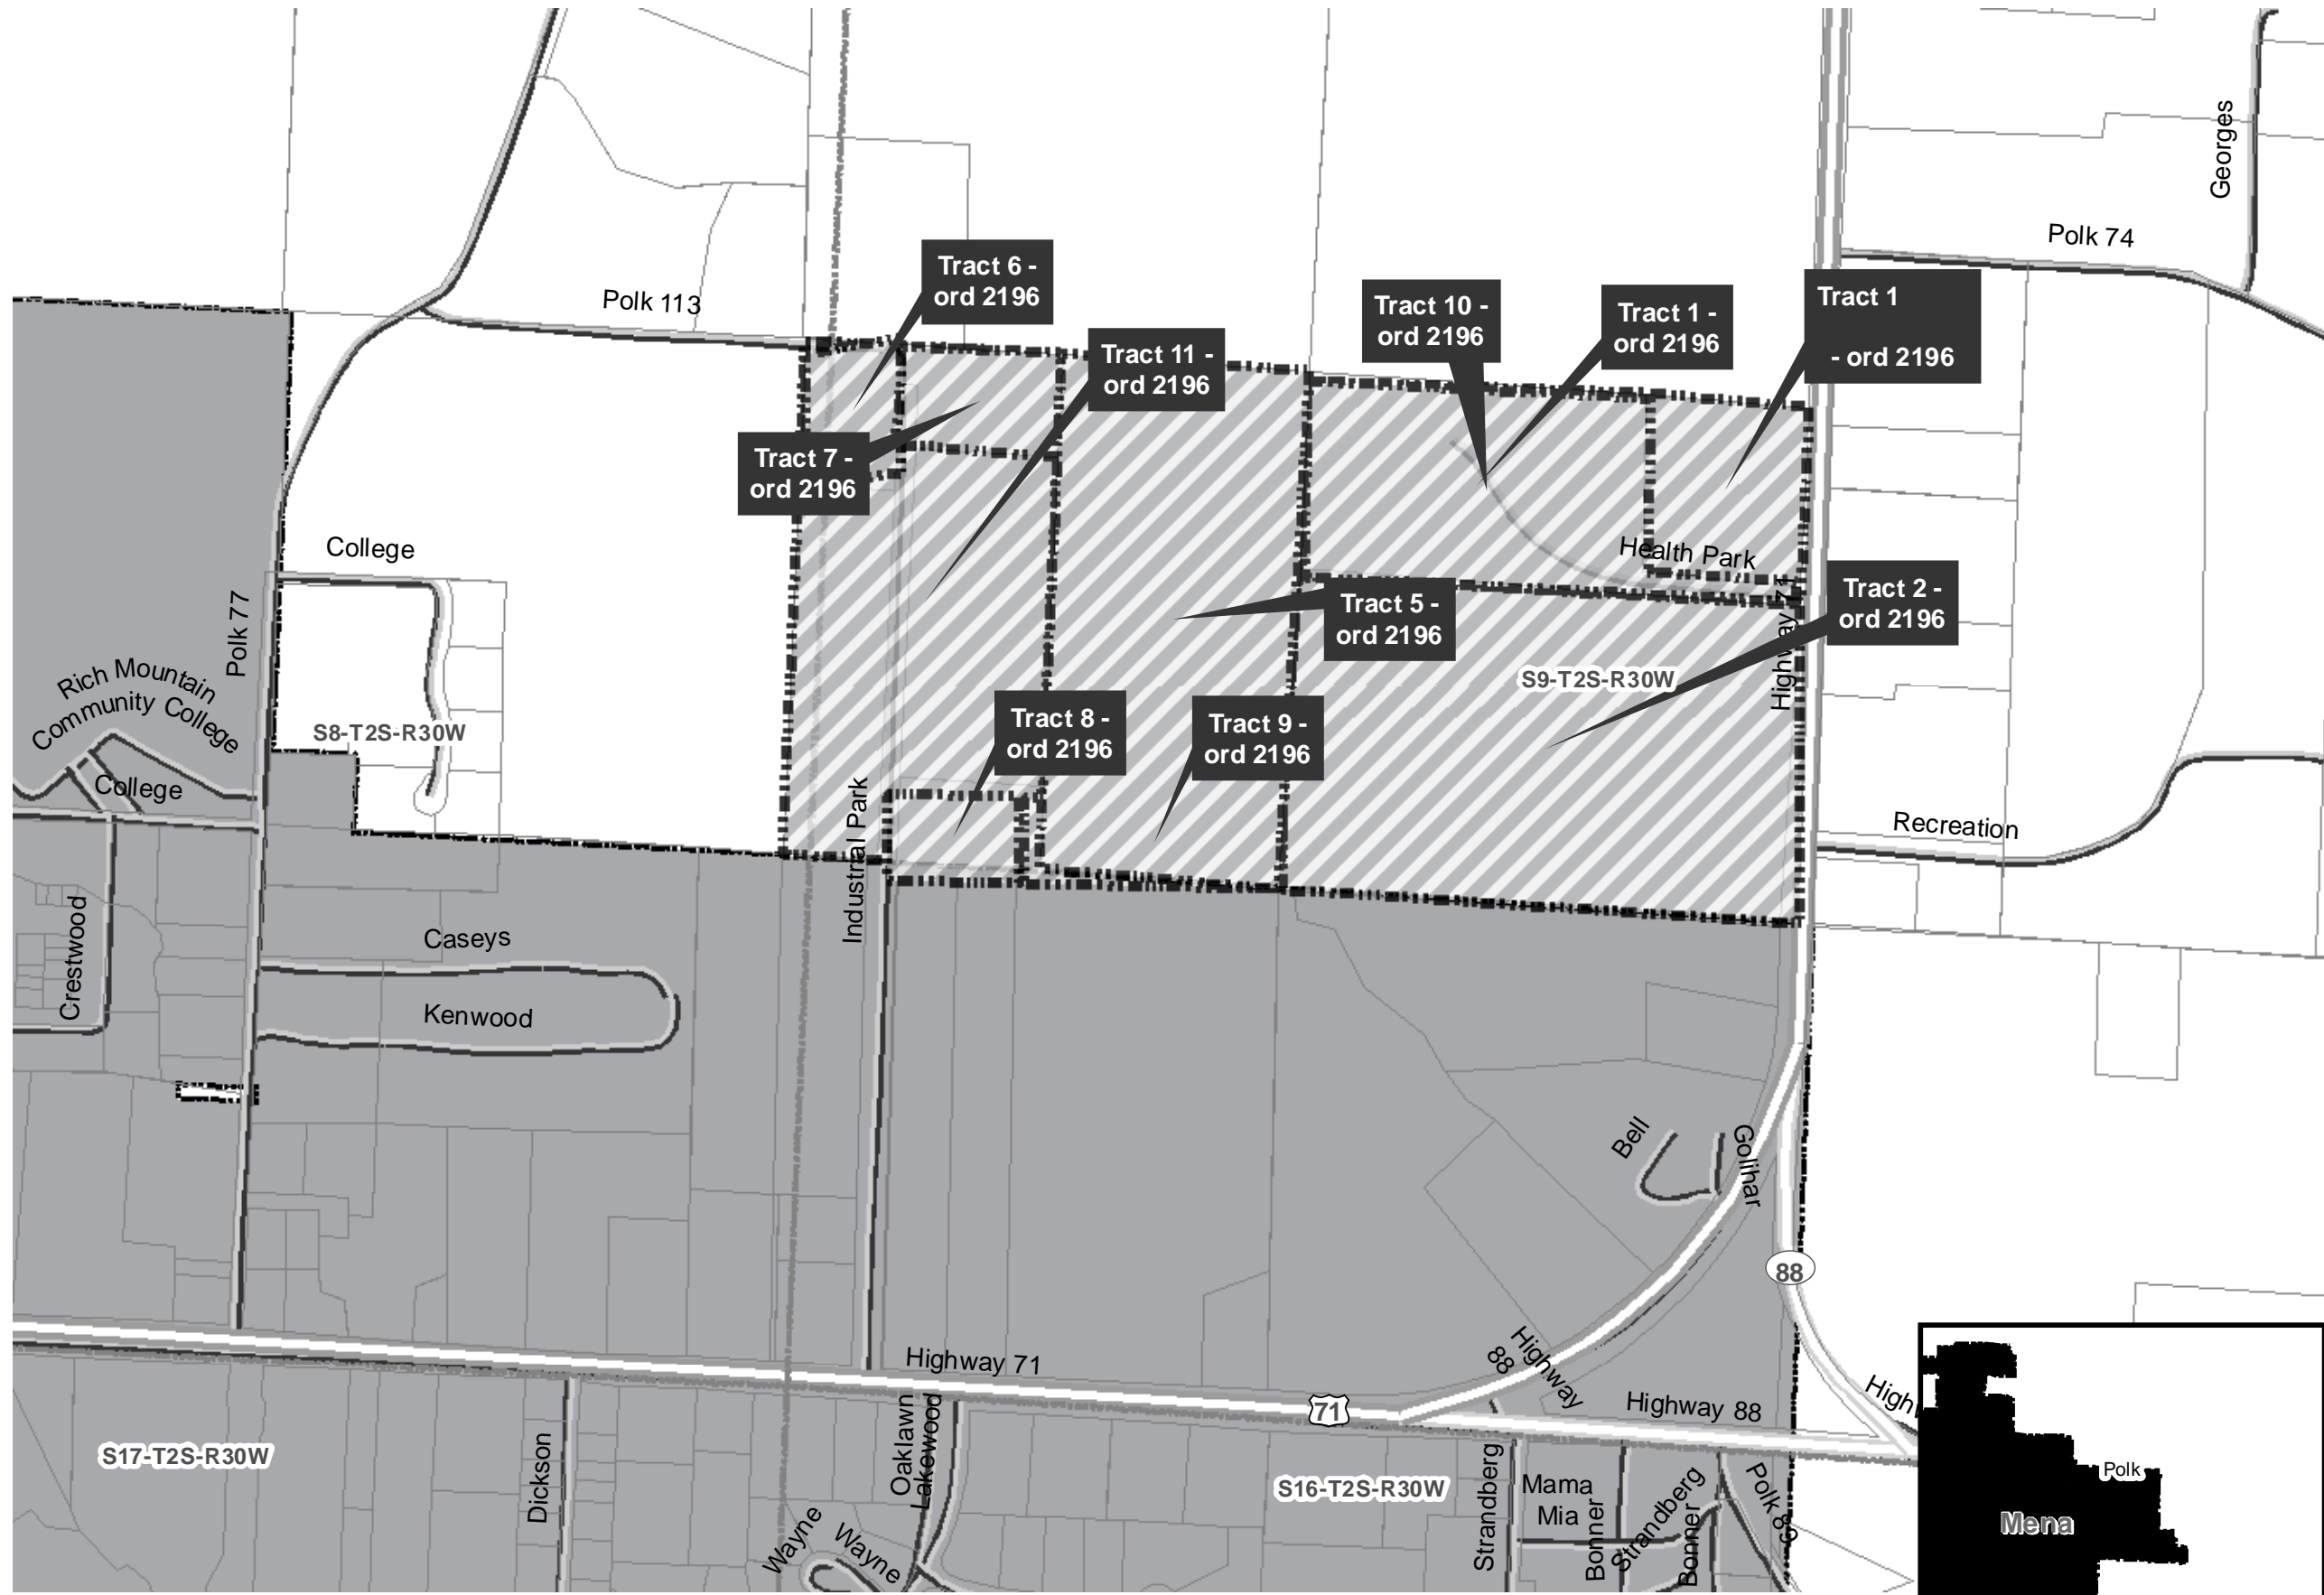 Georges
Polk 74
Polk 113
Tract 6 -
ord 2196
Tract 10 -
ord 2196
Tract 1 -
ord 2196
Tract 1
- ord 2196
Tract 11 -
ord 2196
Tract 7 -
ord 2196
College
Health Park
Highway 71
Tract 5 -
ord 2196
Tract 2 -
ord 2196
Polk 77
Rich Mountain
Community College
S8-T2S-R30W
S9-T2S-R30W
Tract 8 -
ord 2196
Tract 9 -
ord 2196
College
Industrial Park
Recreation
Crestwood
Caseys
Kenwood
Bell
Golihar
88
Highway 71
71
Highway
88
Highway 88
High
S17-T2S-R30W
Dickson
Oaklawn
Lakewood
Wayne
Wayne
S16-T2S-R30W
Strandberg
Mama
Mia
Bonner
Strandberg
Bonner
Polk 89
Polk
Mena